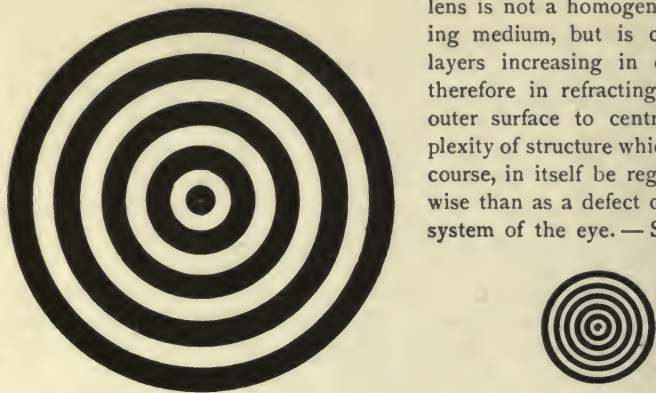 lens is not a homogen
ing medium, but is c
layers increasing in
therefore in refracting
outer surface to centr
plexity of structure whic
course, in itself be reg
wise than as a defect o
system of the eye. — S